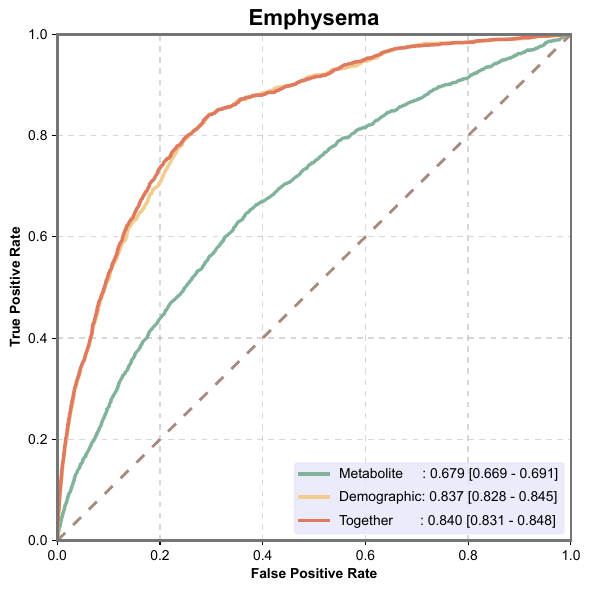 Emphysema
True Positive Rate
1.0
0.8
0.6
0.4
0.2
0.0
0.0 0.2 0.4 0.6 0.8 1.0
False Positive Rate
Metabolite : 0.679 [0.669 - 0.691]
Demographic: 0.837 [0.828 - 0.845]
Together : 0.840 [0.831 - 0.848]